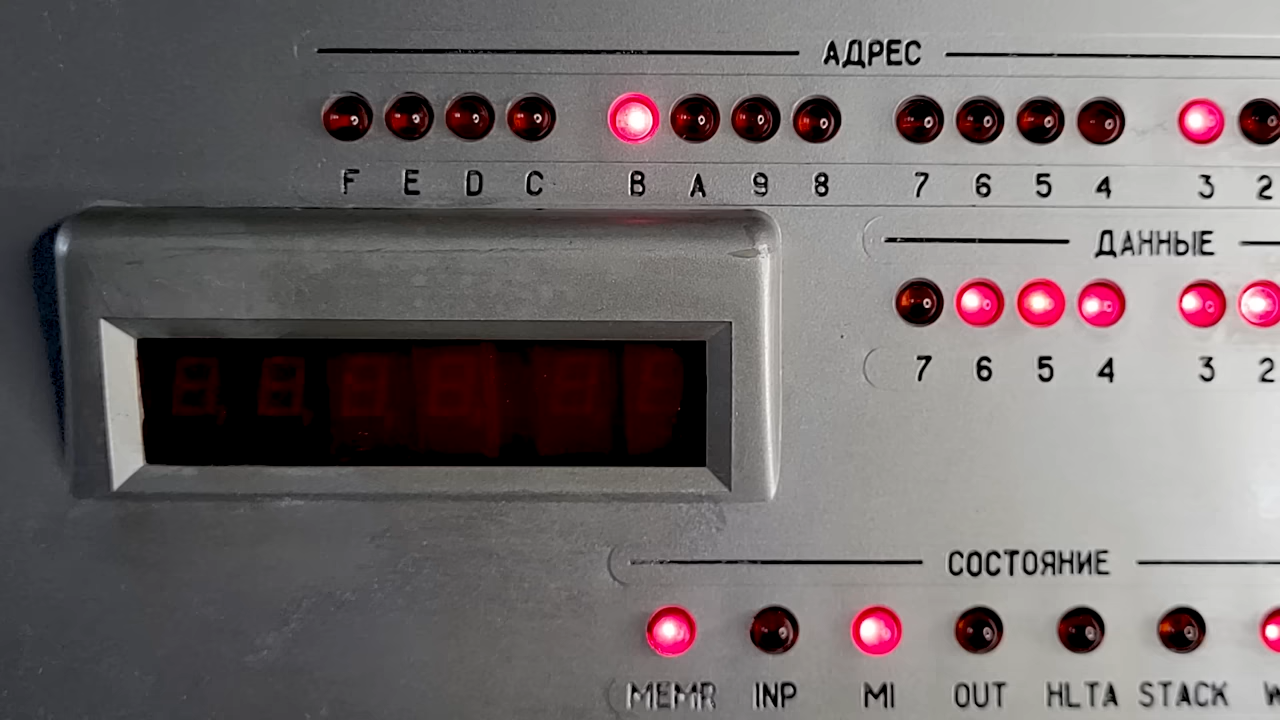 АДРЕС
F E D C B A 9 8 7 6 5 4 3 2
ДАННЫЕ
7 6 5 4 3 2
СОСТОЯНИЕ
MEMR INP MI OUT HLTA STACK